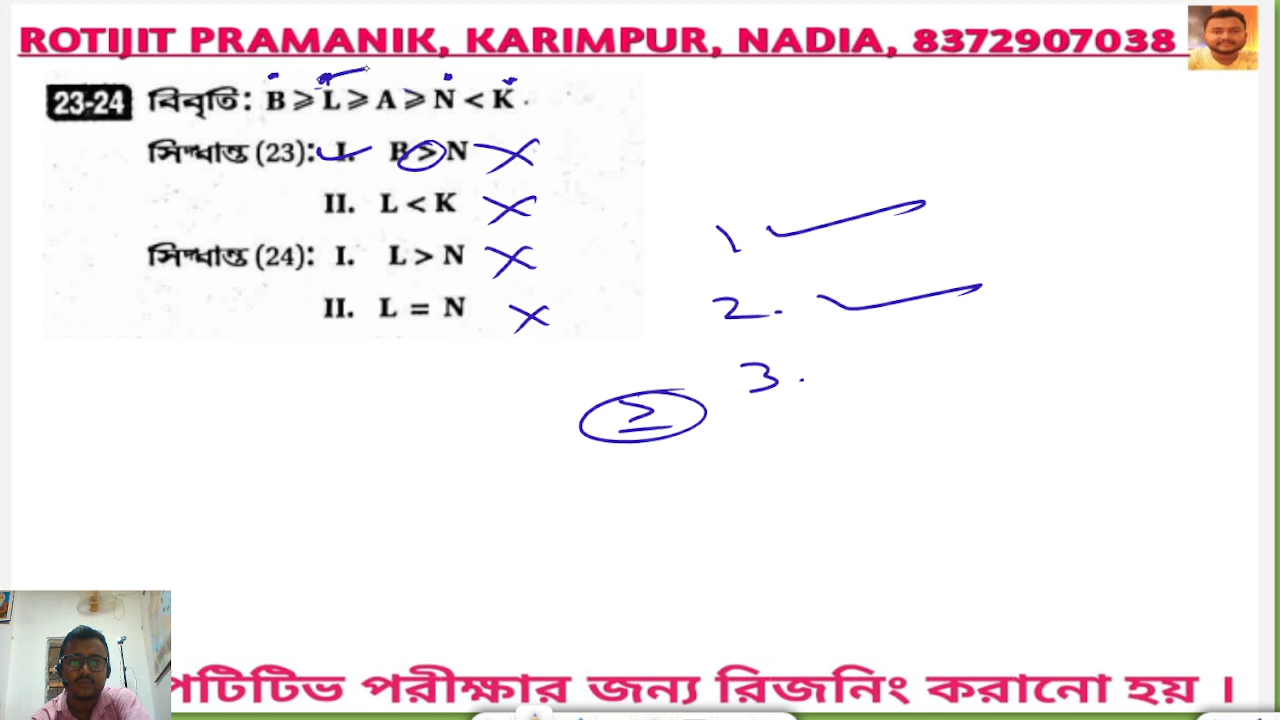 ROTIJIT PRAMANIK, KARIMPUR, NADIA, 8372907038
23-24 বিবৃতি: B ⩾ L ⩾ A ⩾ N < K
সিদ্ধান্ত (23): I. B > N
II. L < K
সিদ্ধান্ত (24): I. L > N
II. L = N
1
2.
3.
≥
পটিটিভ পরীক্ষার জন্য রিজনিং করানো হয় ।